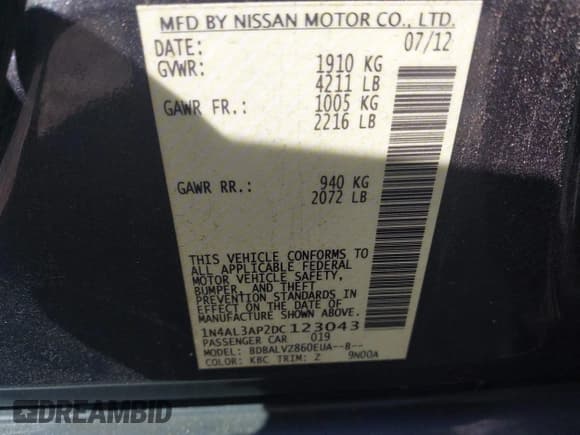 MFD BY NISSAN MOTOR CO., LTD.
DATE: 07/12
GVWR: 1910 KG
4211 LB
GAWR FR.: 1005 KG
2216 LB
GAWR RR.: 940 KG
2072 LB
THIS VEHICLE CONFORMS TO
ALL APPLICABLE FEDERAL
MOTOR VEHICLE SAFETY,
BUMPER, AND THEFT
PREVENTION STANDARDS
IN EFFECT ON THE DATE OF
MANUFACTURE SHOWN ABOVE.
1N4AL3AP2DC123043
PASSENGER CAR 019
MODEL: BDBALVZ860EUA--B--
COLOR: KBC TRIM: Z 9N00A
DREAMBID